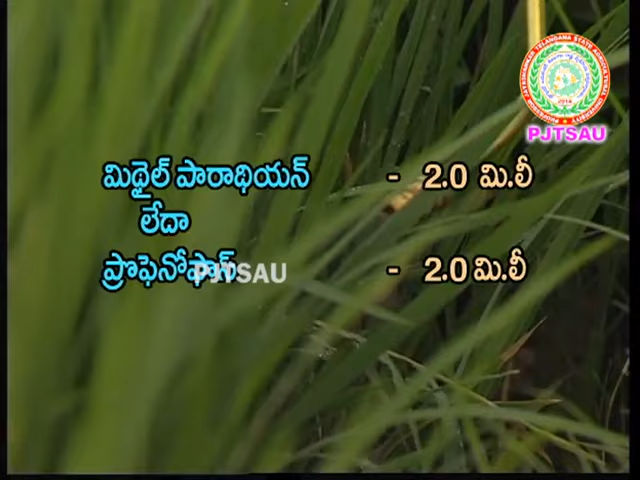 PJTSAU
మిథైల్ పారాథియన్ - 2.0 మి.లీ
లేదా
ప్రొఫెనోఫాస్ - 2.0 మి.లీ
PJTSAU